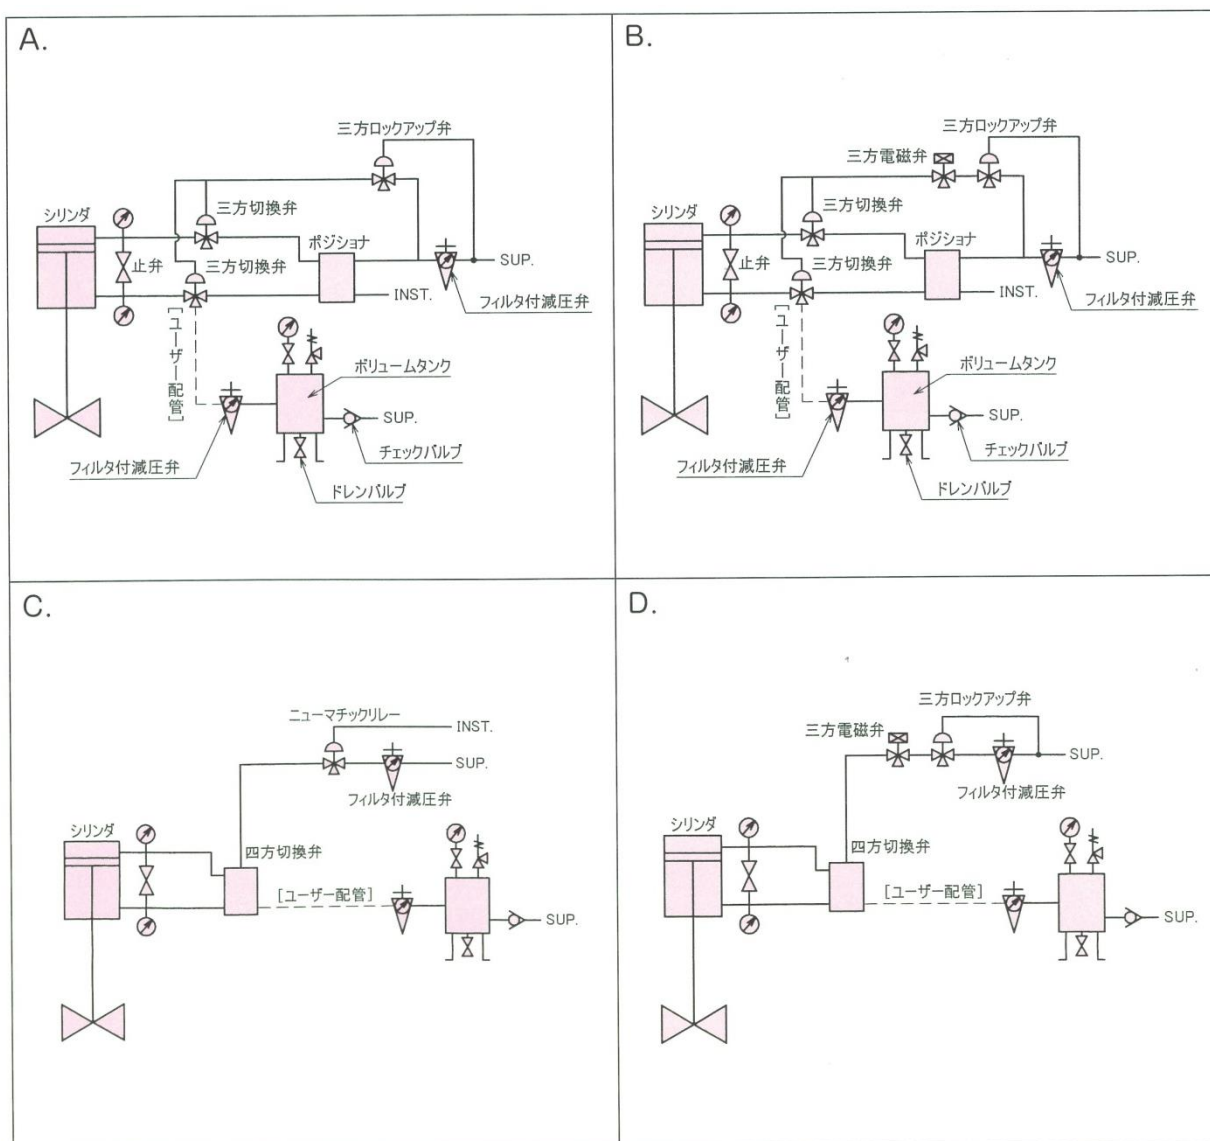 A.
三方ロックアップ弁
シリンダ
三方切換弁
ポジショナ
止弁
三方切換弁
SUP.
INST.
フィルタ付減圧弁
[ユーザー配管]
ボリュームタンク
SUP.
フィルタ付減圧弁
チェックバルブ
ドレンバルブ
B.
三方ロックアップ弁
三方電磁弁
シリンダ
三方切換弁
ポジショナ
止弁
三方切換弁
SUP.
INST.
フィルタ付減圧弁
[ユーザー配管]
ボリュームタンク
SUP.
フィルタ付減圧弁
チェックバルブ
ドレンバルブ
C.
ニューマチックリレー
INST.
SUP.
フィルタ付減圧弁
シリンダ
四方切換弁
[ユーザー配管]
SUP.
D.
三方ロックアップ弁
三方電磁弁
SUP.
フィルタ付減圧弁
シリンダ
四方切換弁
[ユーザー配管]
SUP.